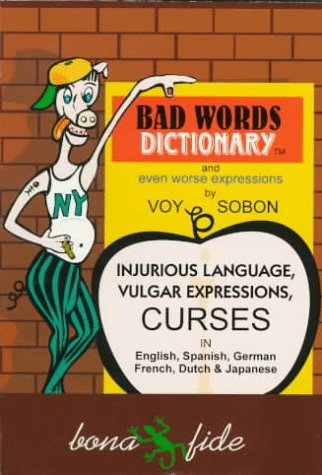 BAD WORDS
DICTIONARY™
and
even worse expressions
by
VOY SOBON
NY
INJURIOUS LANGUAGE,
VULGAR EXPRESSIONS,
CURSES
IN
English, Spanish, German
French, Dutch & Japanese
bona fide